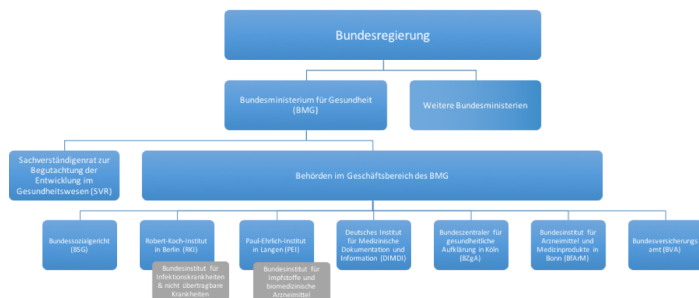 Bundesregierung
Bundesministerium für Gesundheit
(BMG)
Weitere Bundesministerien
Sachverständigenrat zur
Begutachtung der
Entwicklung im
Gesundheitswesen (SVR)
Behörden im Geschäftsbereich des BMG
Bundessozialgericht
(BSG)
Robert-Koch-Institut
in Berlin (RKI)
Paul-Ehrlich-Institut
in Langen (PEI)
Deutsches Institut
für Medizinische
Dokumentation und
Information (DIMDI)
Bundeszentraler für
gesundheitliche
Aufklärung in Köln
(BZgA)
Bundesinstitut für
Arzneimittel und
Medizinprodukte in
Bonn (BfArM)
Bundesversicherungs
amt (BVA)
Bundesinstitut für
Infektionskrankheiten
& nicht übertragbare
Krankheiten
Bundesinstitut für
Impfstoffe und
biomedizinische
Arzneimittel